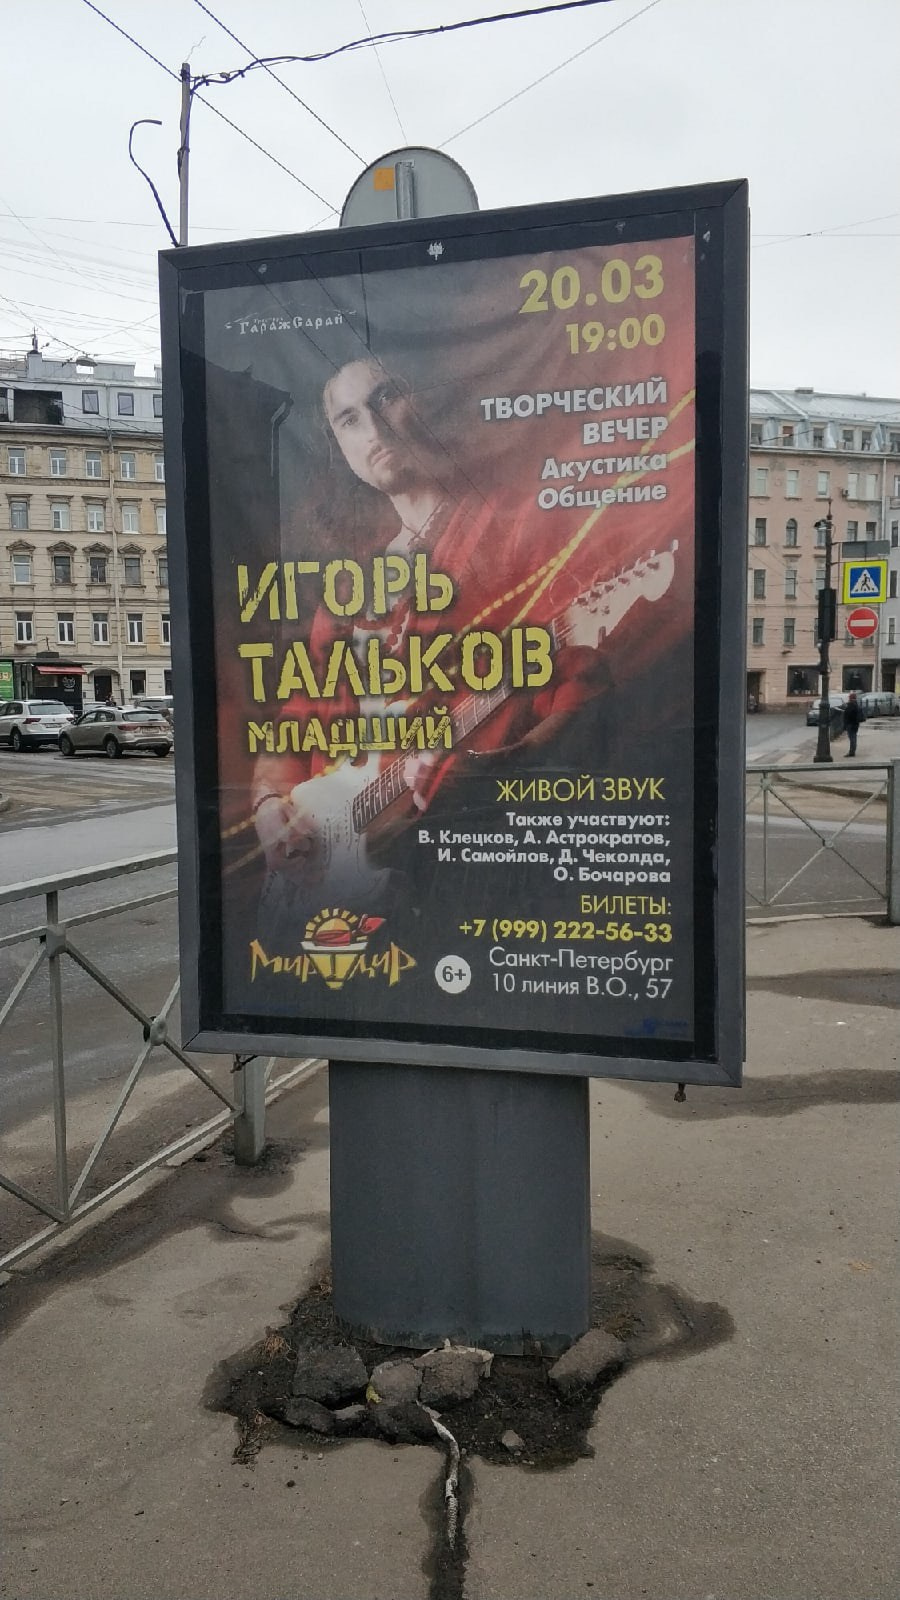 ГаражСарай
20.03
19:00
ТВОРЧЕСКИЙ
ВЕЧЕР
Акустика
Общение
ИГОРЬ
ТАЛЬКОВ
МЛАДШИЙ
ЖИВОЙ ЗВУК
Также участвуют:
В. Клецков, А. Астрократов,
И. Самойлов, Д. Чеколда,
О. Бочарова
БИЛЕТЫ:
+7 (999) 222-56-33
Санкт-Петербург
10 линия В.О., 57
6+